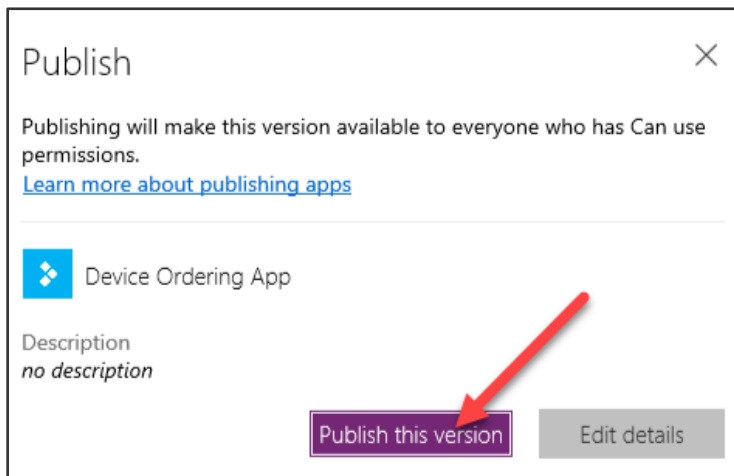 Publish
Publishing will make this version available to everyone who has Can use
permissions.
Learn more about publishing apps
Device Ordering App
Description
no description
Publish this version
Edit details